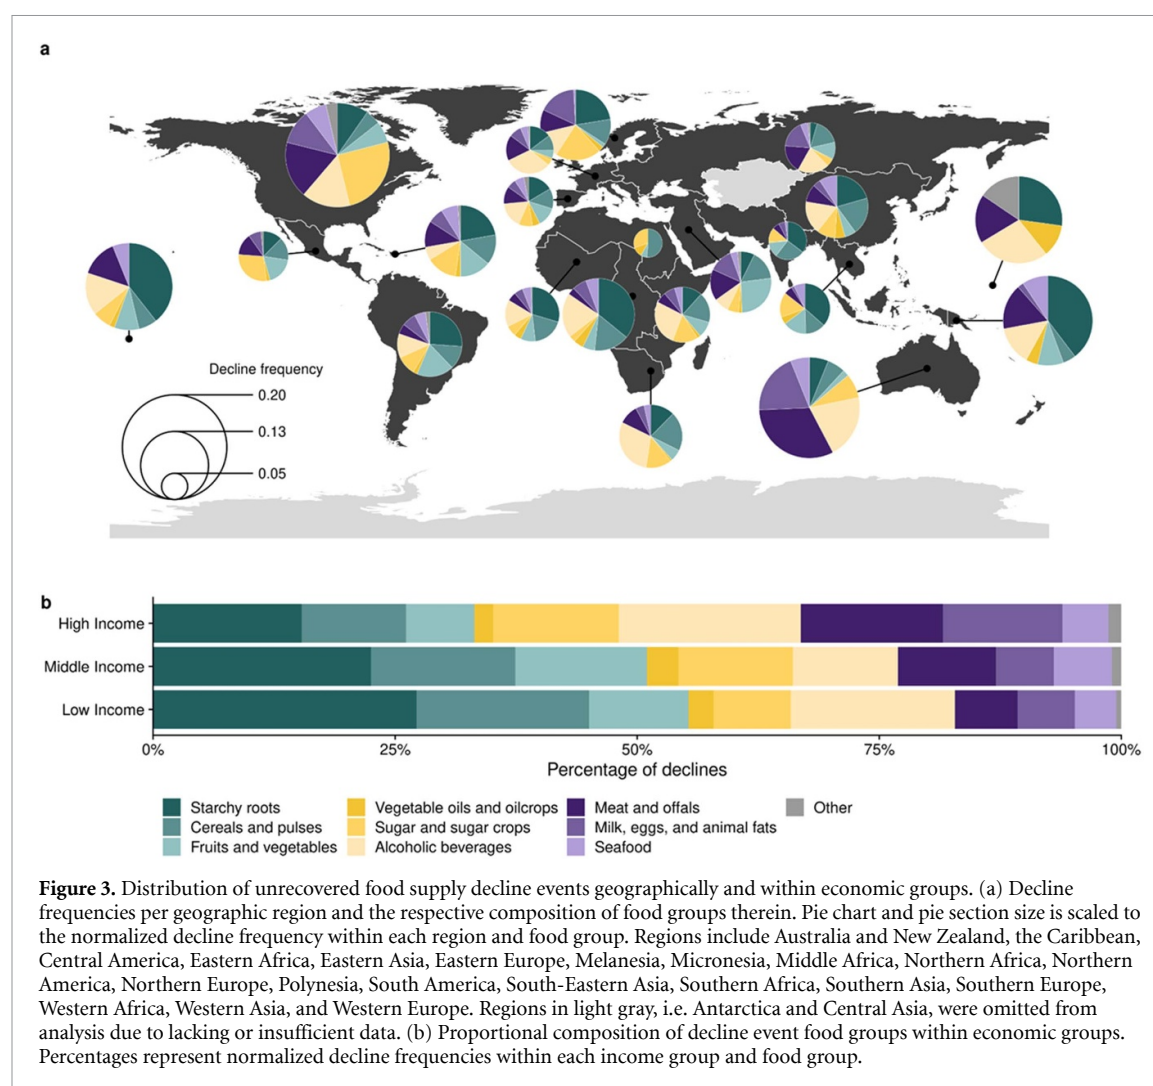 a
Decline frequency
0.20
0.13
0.05
b
High Income
Middle Income
Low Income
0%
25%
50%
75%
100%
Percentage of declines
Starchy roots
Cereals and pulses
Fruits and vegetables
Vegetable oils and oilcrops
Sugar and sugar crops
Alcoholic beverages
Meat and offals
Milk, eggs, and animal fats
Seafood
Other
Figure 3. Distribution of unrecovered food supply decline events geographically and within economic groups. (a) Decline
frequencies per geographic region and the respective composition of food groups therein. Pie chart and pie section size is scaled to
the normalized decline frequency within each region and food group. Regions include Australia and New Zealand, the Caribbean,
Central America, Eastern Africa, Eastern Asia, Eastern Europe, Melanesia, Micronesia, Middle Africa, Northern Africa, Northern
America, Northern Europe, Polynesia, South America, South-Eastern Asia, Southern Africa, Southern Asia, Southern Europe,
Western Africa, Western Asia, and Western Europe. Regions in light gray, i.e. Antarctica and Central Asia, were omitted from
analysis due to lacking or insufficient data. (b) Proportional composition of decline event food groups within economic groups.
Percentages represent normalized decline frequencies within each income group and food group.